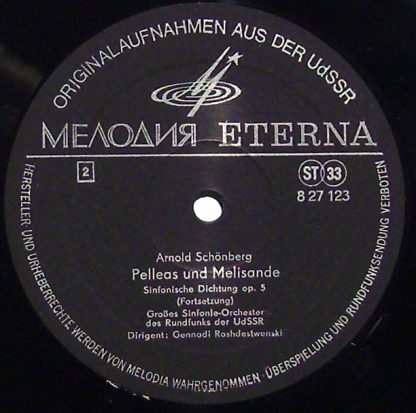 ORIGINALAUFNAHMEN AUS DER UdSSR
МЕЛОДИЯ ETERNA
2
ST 33
8 27 123
Arnold Schönberg
Pelleas und Melisande
Sinfonische Dichtung op. 5
(Fortsetzung)
Großes Sinfonie-Orchester
des Rundfunks der UdSSR
Dirigent: Gennadi Roshdestwenski
HERSTELLER- UND URHEBERRECHTE WERDEN VON MELODIA WAHRGENOMMEN · ÜBERSPIELUNG UND RUNDFUNKSENDUNG VERBOTEN